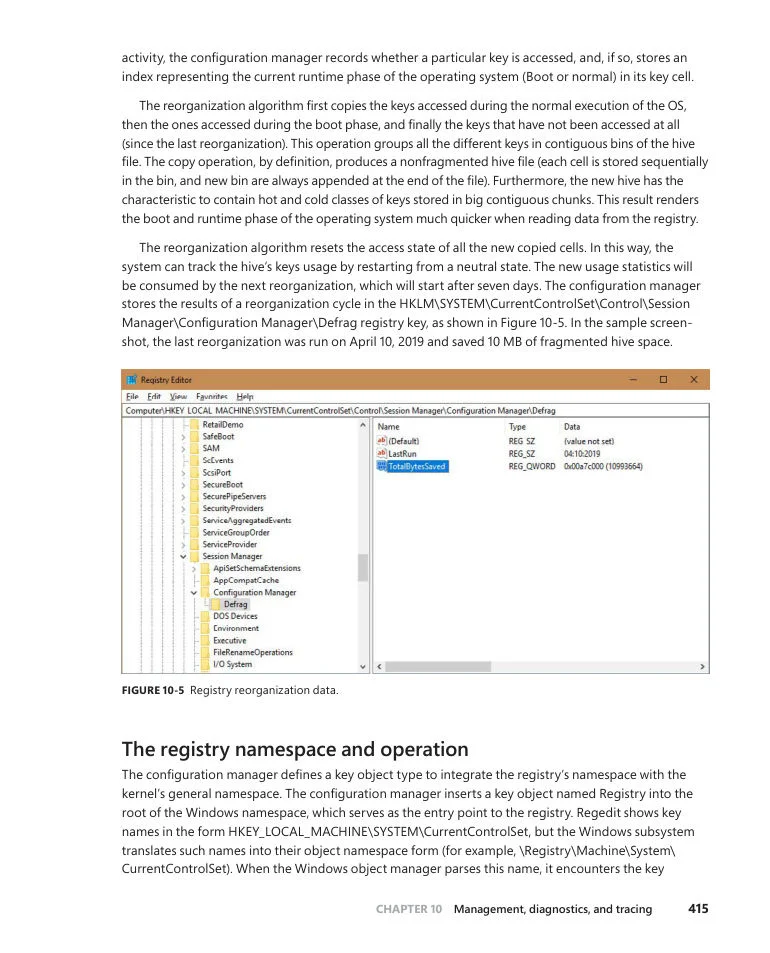 activity, the configuration manager records whether a particular key is accessed, and, if so, stores an
index representing the current runtime phase of the operating system (Boot or normal) in its key cell.
The reorganization algorithm first copies the keys accessed during the normal execution of the OS,
then the ones accessed during the boot phase, and finally the keys that have not been accessed at all
(since the last reorganization). This operation groups all the different keys in contiguous bins of the hive
file. The copy operation, by definition, produces a nonfragmented hive file (each cell is stored sequentially
in the bin, and new bin are always appended at the end of the file). Furthermore, the new hive has the
characteristic to contain hot and cold classes of keys stored in big contiguous chunks. This result renders
the boot and runtime phase of the operating system much quicker when reading data from the registry.
The reorganization algorithm resets the access state of all the new copied cells. In this way, the
system can track the hive's keys usage by restarting from a neutral state. The new usage statistics will
be consumed by the next reorganization, which will start after seven days. The configuration manager
stores the results of a reorganization cycle in the HKLM\SYSTEM\CurrentControlSet\Control\Session
Manager\Configuration Manager\Defrag registry key, as shown in Figure 10-5. In the sample screen-
shot, the last reorganization was run on April 10, 2019 and saved 10 MB of fragmented hive space.
Registry Editor
File Edit View Favorites Help
Computer\HKEY_LOCAL_MACHINE\SYSTEM\CurrentControlSet\Control\Session Manager\Configuration Manager\Defrag
RetailDemo
SafeBoot
SAM
ScEvents
ScsiPort
SecureBoot
SecurePipeServers
SecurityProviders
ServiceAggregatedEvents
ServiceGroupOrder
ServiceProvider
Session Manager
ApiSetSchemaExtensions
AppCompatCache
Configuration Manager
Defrag
DOS Devices
Environment
Executive
FileRenameOperations
I/O System
Name Type Data
(Default) REG_SZ (value not set)
LastRun REG_SZ 04:10:2019
TotalBytesSaved REG_QWORD 0x00a7c000 (10993664)
FIGURE 10-5 Registry reorganization data.
The registry namespace and operation
The configuration manager defines a key object type to integrate the registry's namespace with the
kernel's general namespace. The configuration manager inserts a key object named Registry into the
root of the Windows namespace, which serves as the entry point to the registry. Regedit shows key
names in the form HKEY_LOCAL_MACHINE\SYSTEM\CurrentControlSet, but the Windows subsystem
translates such names into their object namespace form (for example, \Registry\Machine\System\
CurrentControlSet). When the Windows object manager parses this name, it encounters the key
CHAPTER 10 Management, diagnostics, and tracing 415